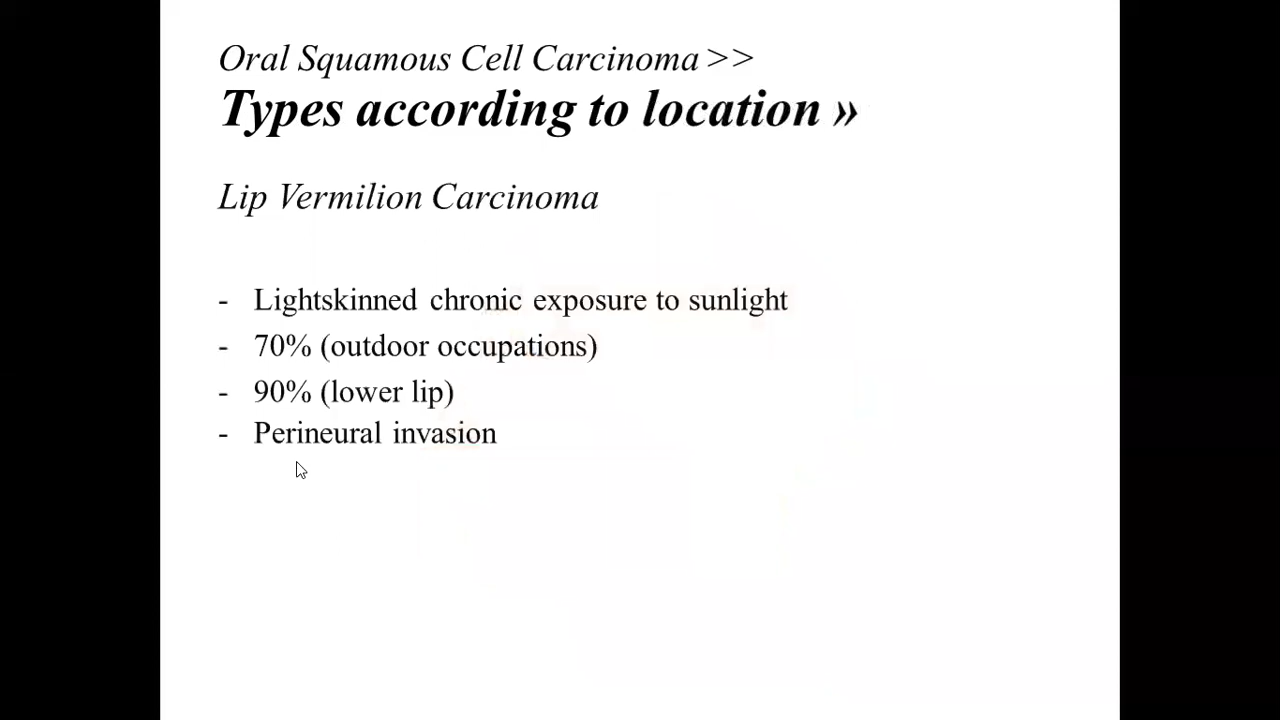 Oral Squamous Cell Carcinoma >>
Types according to location »
Lip Vermilion Carcinoma
- Lightskinned chronic exposure to sunlight
- 70% (outdoor occupations)
- 90% (lower lip)
- Perineural invasion